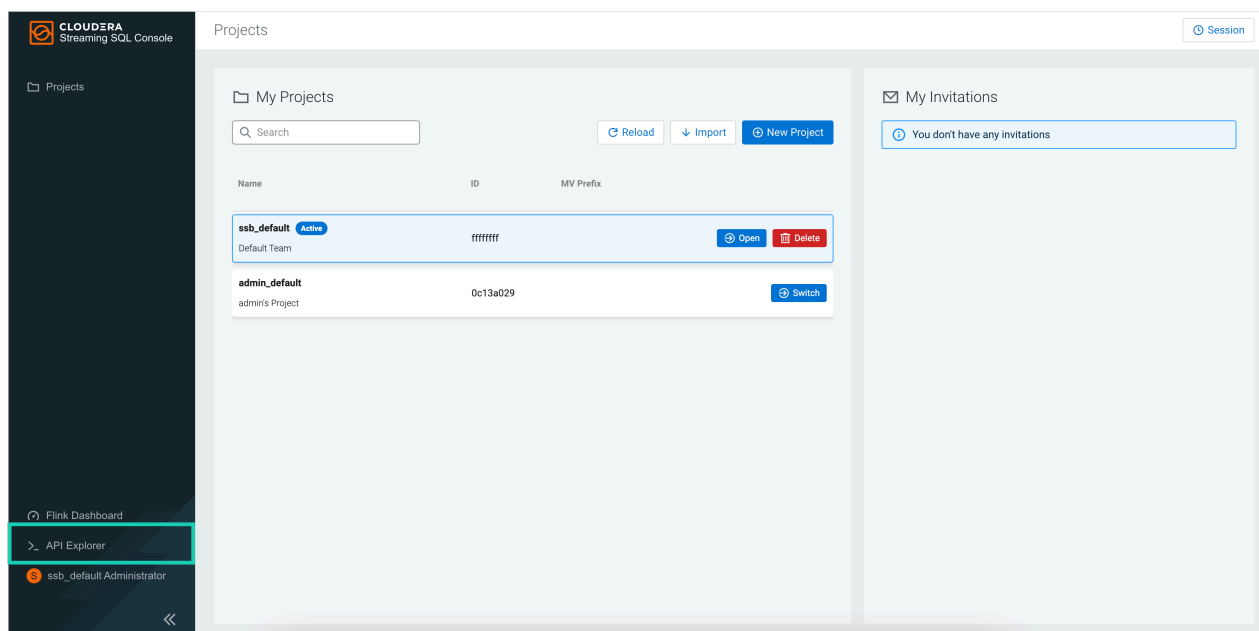 CLOUDERA
Streaming SQL Console
Projects
Flink Dashboard
>_ API Explorer
S ssb_default Administrator
Projects
Session
My Projects
Search
Reload
Import
New Project
Name ID MV Prefix
ssb_default Active
Default Team
ffffffff
Open
Delete
admin_default
admin's Project
0c13a029
Switch
My Invitations
You don't have any invitations